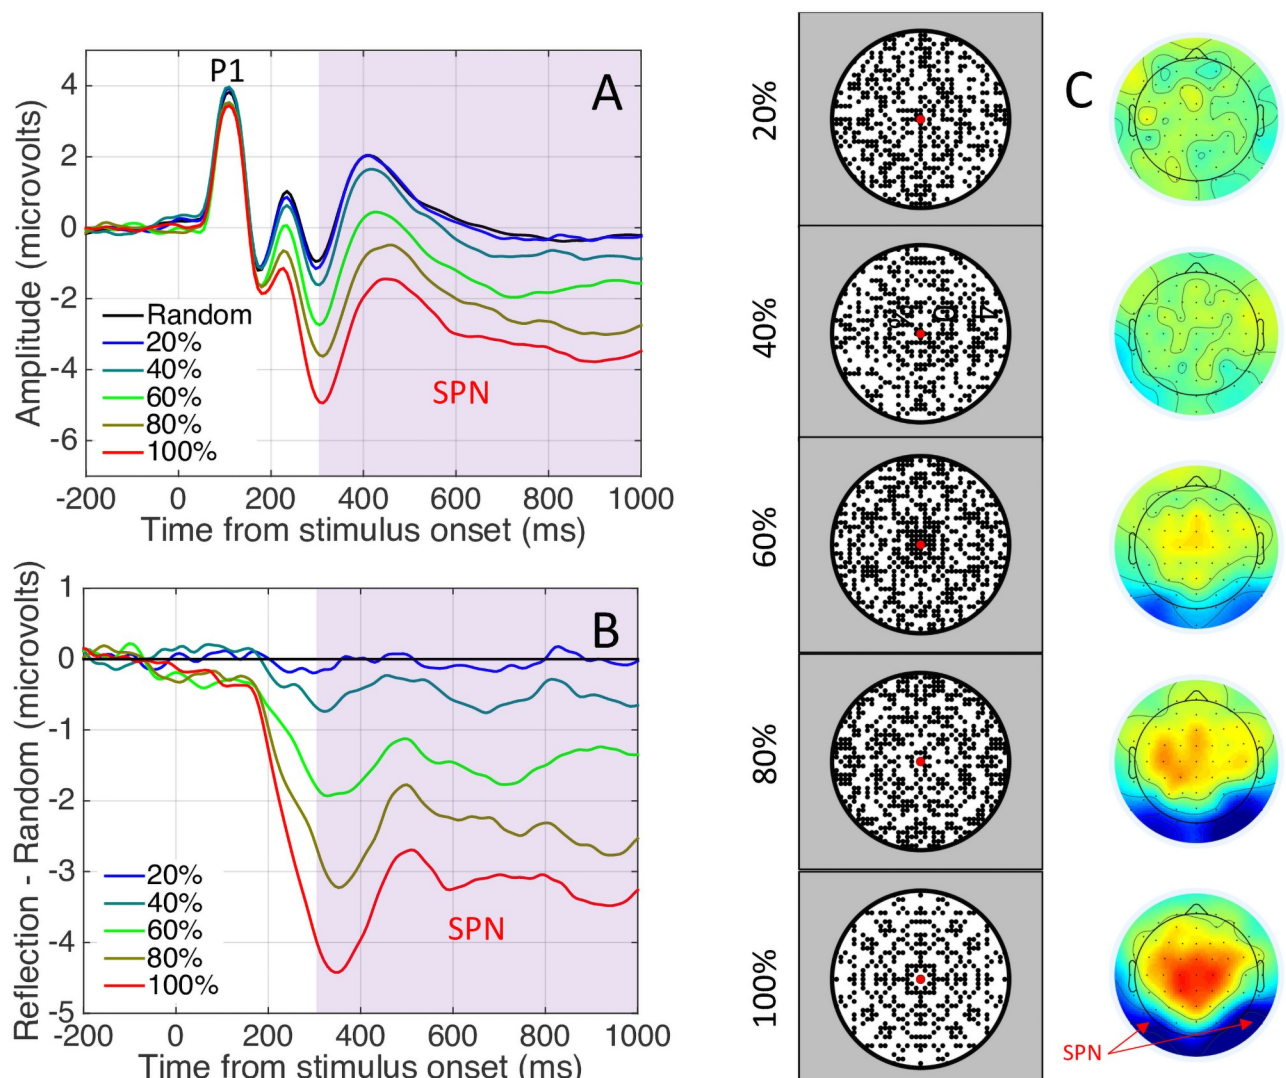 P1
A
4
2
0
-2
-4
-6
Amplitude (microvolts)
Random
20%
40%
60%
80%
100%
SPN
-200 0 200 400 600 800 1000
Time from stimulus onset (ms)
B
1
0
-1
-2
-3
-4
-5
Reflection - Random (microvolts)
20%
40%
60%
80%
100%
SPN
-200 0 200 400 600 800 1000
Time from stimulus onset (ms)
20%
40%
60%
80%
100%
C
SPN